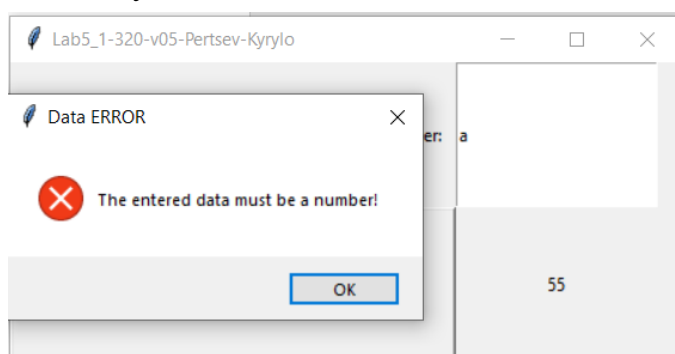 Lab5_1-320-v05-Pertsev-Kyrylo
Data ERROR
er: a
The entered data must be a number!
OK
55